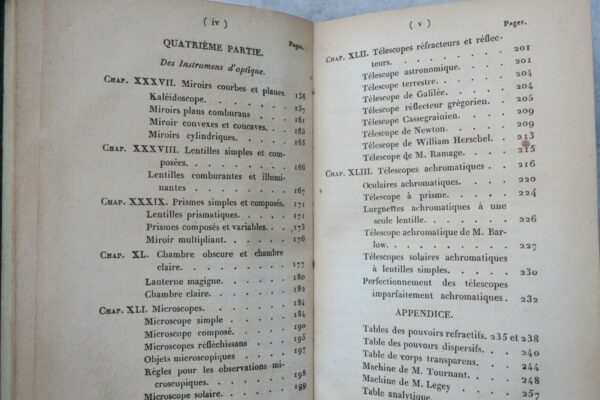 ( iv )
QUATRIÈME PARTIE. Pages.
Des Instrumens d'optique.
CHAP. XXXVII. Miroirs courbes et planes. 156
Kaléidoscope. . . . . . . . 157
Miroirs plans comburans . . . . 161
Miroir convexes et concaves. . . 163
Miroirs cylindriques. . . . . . 165
CHAP. XXXVIII. Lentilles simples et com-
posées. . . . . . . . . . 166
Lentilles comburantes et illumi-
nantes . . . . . . . . . 167
CHAP. XXXIX. Prismes simples et composés. 171
Lentilles prismatiques. . . . . 171
Prismes composés et variables. . . 173
Miroir multipliant. . . . . . 176
CHAP. XL. Chambre obscure et chambre
claire. . . . . . . . . . 177
Lanterne magigue. . . . . . . 180
Chambre claire. . . . . . . . 182
CHAP. XLI. Microscopes. . . . . . 184
Microscope simple . . . . . . 184
Microscope composé. . . . . . 190
Microscopes réfléchissans . . . . 195
Objets microscopiques . . . . . 197
Règles pour les observations mi-
croscopiques. . . . . . . . 198
Microscope solaire. . . . . . 199
( v )
Pages.
CHAP. XLII. Télescopes réfracteurs et réflec-
teurs. . . . . . . . . . 201
Télescope astronomique. . . . . 201
Télescope terrestre. . . . . . 204
Télescope de Galilée. . . . . . 204
Télescope réflecteur grégorien. . . 205
Télescope Cassegrainien. . . . . 209
Télescope de Newton. . . . . . 209
Télescope de William Herschel. . . 213
Télescope de M. Ramage. . . . . 215
CHAP. XLIII. Télescopes achromatiques . . 216
Oculaires achromatiques. . . . . 220
Télescope à prisme. . . . . . 224
Lorgnettes achromatiques à une
seule lentille. . . . . . . . 226
Télescope achromatique de M. Bar-
low. . . . . . . . . . . 227
Télescopes solaires achromatiques
à lentilles simples. . . . . . 230
Perfectionnement des télescopes
imparfaitement achromatiques . . 232
APPENDICE.
Tables des pouvoirs refractifs. 235 et 238
Table des pouvoirs dispersifs. . . 240
Table de corps transparens. . . . 244
Machine de M. Tournant. . . . . 248
Machine de M. Legey . . . . . 257
Table analytique. . . . . . .